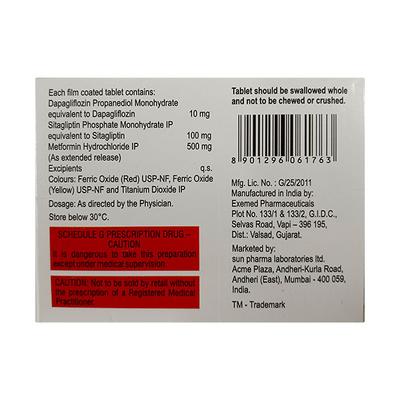 Each film coated tablet contains:
Dapagliflozin Propanediol Monohydrate
equivalent to Dapagliflozin 10 mg
Sitagliptin Phosphate Monohydrate IP
equivalent to Sitagliptin 100 mg
Metformin Hydrochloride IP 500 mg
(As extended release)
Excipients q.s.
Colours: Ferric Oxide (Red) USP-NF, Ferric Oxide
(Yellow) USP-NF and Titanium Dioxide IP
Dosage: As directed by the Physician.
Store below 30°C.
SCHEDULE G PRESCRIPTION DRUG –
CAUTION
It is dangerous to take this preparation
except under medical supervision.
CAUTION: Not to be sold by retail without
the prescription of a Registered Medical
Practitioner.
Tablet should be swallowed whole
and not to be chewed or crushed.
8 901296 061763
Mfg. Lic. No. : G/25/2011
Manufactured in India by:
Exemed Pharmaceuticals
Plot No. 133/1 & 133/2, G.I.D.C.,
Selvas Road, Vapi – 396 195,
Dist.: Valsad, Gujarat.
Marketed by:
sun pharma laboratories ltd.
Acme Plaza, Andheri-Kurla Road,
Andheri (East), Mumbai - 400 059,
India.
TM - Trademark